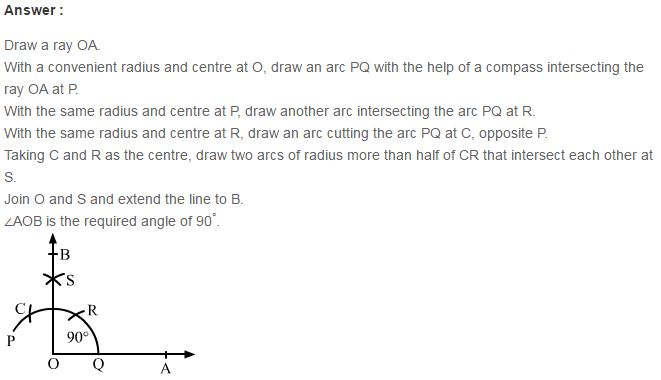 Answer :
Draw a ray OA.
With a convenient radius and centre at O, draw an arc PQ with the help of a compass intersecting the
ray OA at P.
With the same radius and centre at P, draw another arc intersecting the arc PQ at R.
With the same radius and centre at R, draw an arc cutting the arc PQ at C, opposite P.
Taking C and R as the centre, draw two arcs of radius more than half of CR that intersect each other at
S.
Join O and S and extend the line to B.
∠AOB is the required angle of 90°.
B
S
C R
P 90°
O Q A